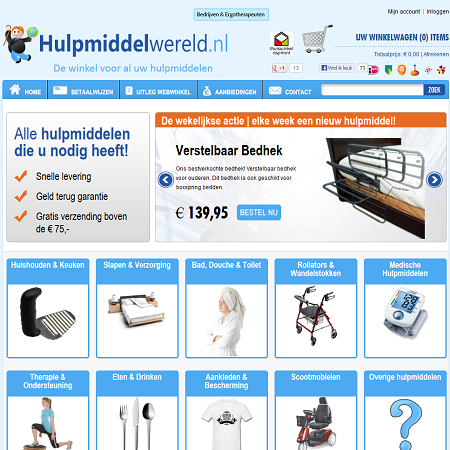 Bedrijven & Ergotherapeuten
Mijn account | Inloggen
Hulpmiddelwereld.nl
De winkel voor al uw hulpmiddelen
thuiswinkel
aspirant
UW WINKELWAGEN (0) ITEMS
Totaalprijs: € 0,00 | Afrekenen
+1 13
Vind ik leuk 73
HOME
BETAALWIJZEN
UITLEG WEBWINKEL
AANBIEDINGEN
CONTACT
ZOEK
Alle hulpmiddelen
die u nodig heeft!
Snelle levering
Geld terug garantie
Gratis verzending boven
de € 75,-
De wekelijkse actie | elke week een nieuw hulpmiddel!
Verstelbaar Bedhek
Ons bestverkochte bedhek! Verstelbaar bedhek
voor ouderen. Dit bedhek is ook geschikt voor
boxspring bedden.
€ 139,95
BESTEL NU
Huishouden & Keuken
Slapen & Verzorging
Bad, Douche & Toilet
Rollators &
Wandelstokken
Medische
Hulpmiddelen
Therapie &
Ondersteuning
Eten & Drinken
Aankleden &
Bescherming
Scootmobielen
Overige hulpmiddelen